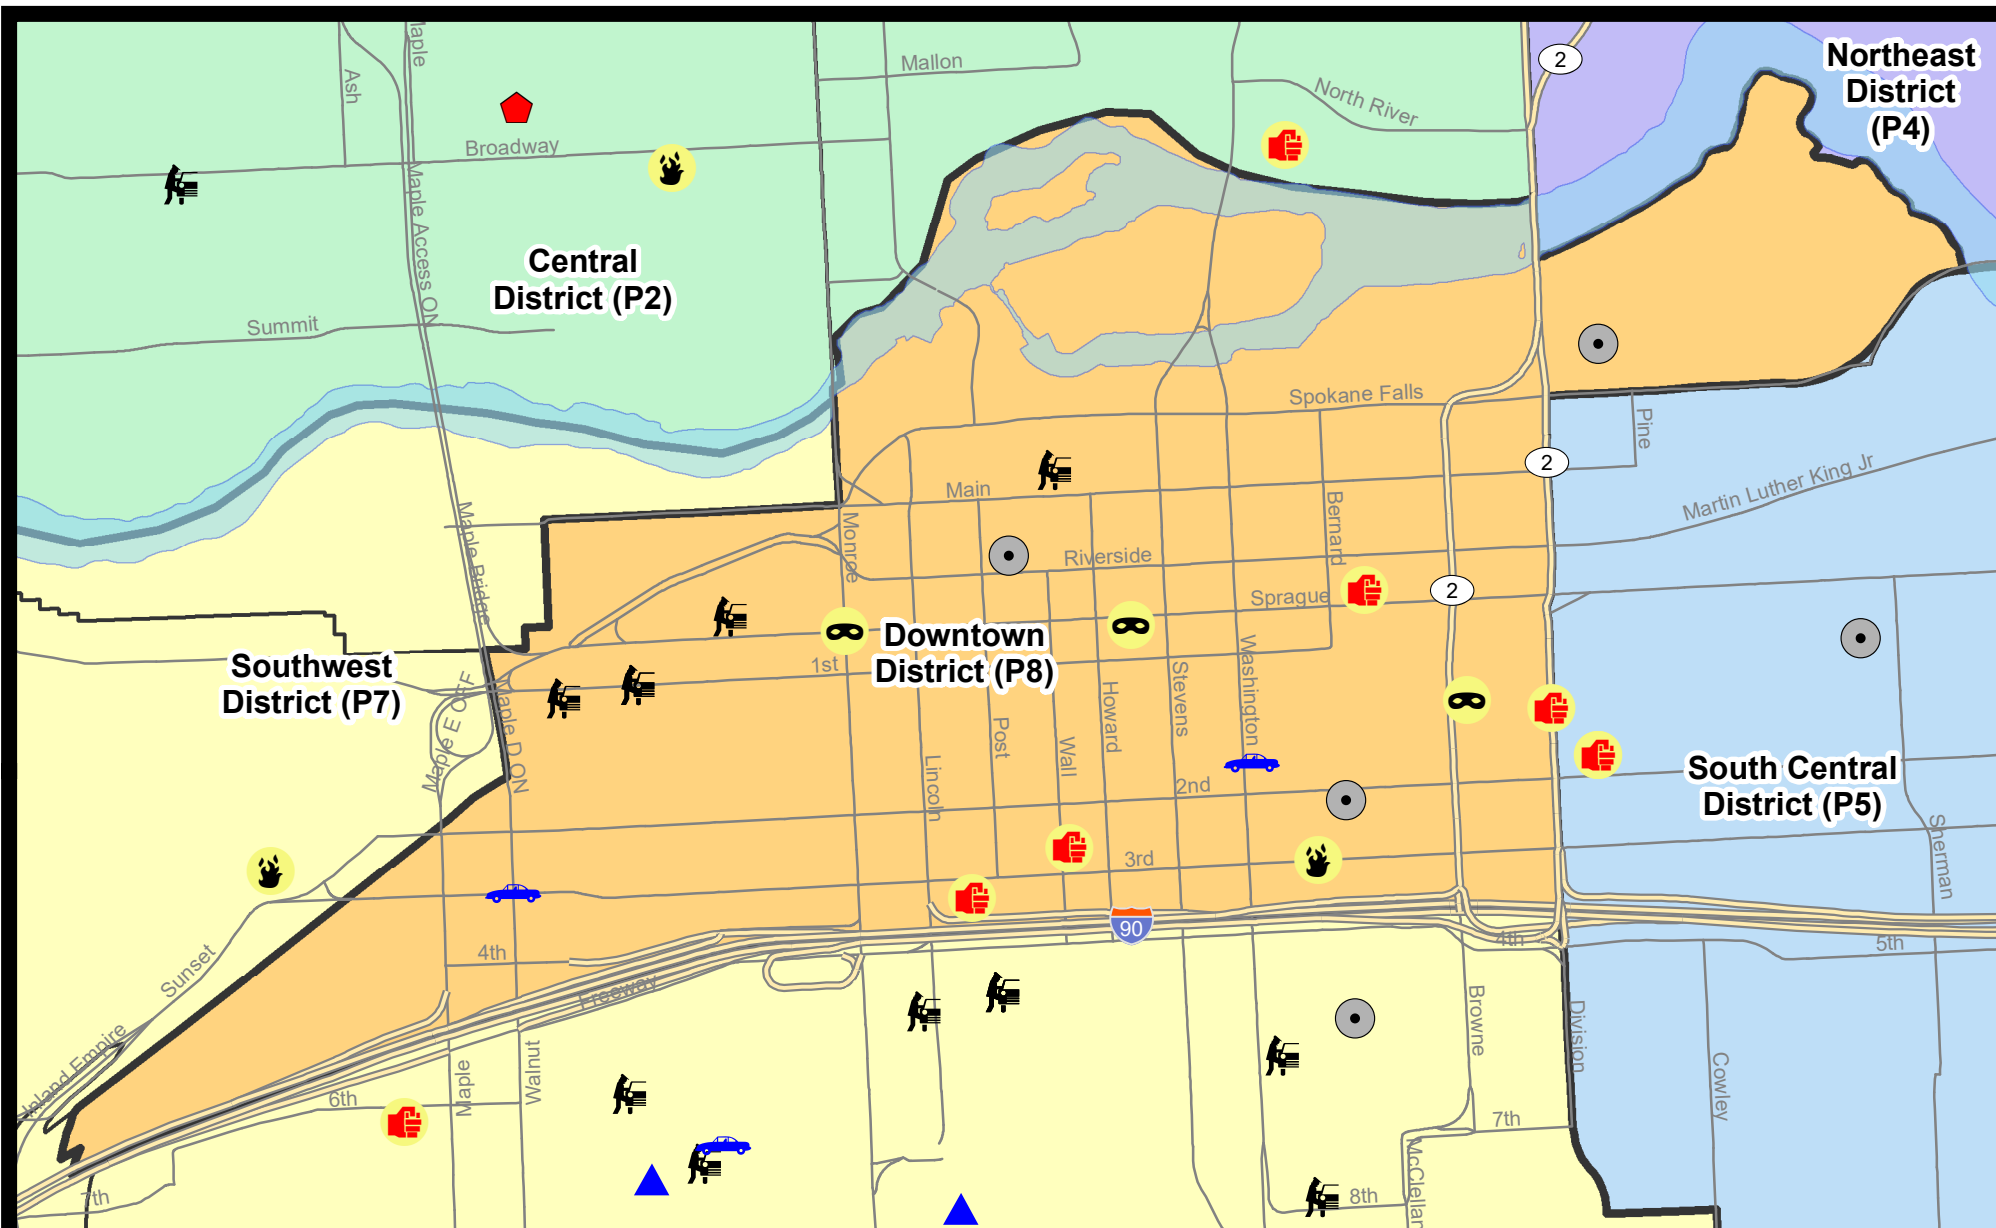 Maple
Ash
Mallon
2
Northeast
District
(P4)
North River
Broadway
Maple Access ON
Central
District (P2)
Summit
Spokane Falls
Pine
2
Main
Martin Luther King Jr
Bernard
Maple Bridge
Monroe
Riverside
Sprague
2
Downtown
District (P8)
1st
Southwest
District (P7)
Washington
Stevens
Howard
Maple E OFF
Maple D ON
Post
Wall
Lincoln
2nd
South Central
District (P5)
Sherman
3rd
90
4th
4th
5th
Sunset
Freeway
Inland Empire
Browne
Division
Walnut
Maple
Cowley
6th
7th
7th
McClellan
8th